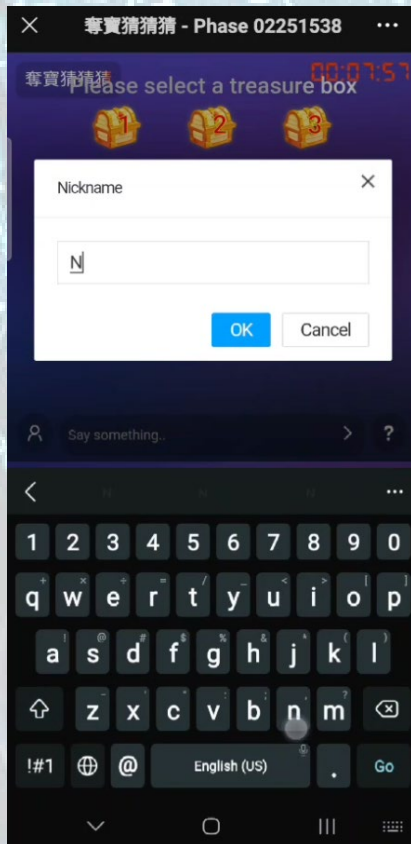 奪寶猜猜猜 - Phase 02251538
奪寶猜猜猜
00:07:57
Please select a treasure box
1 2 3
Nickname
N
OK Cancel
Say something..
?
N N N
1 2 3 4 5 6 7 8 9 0
q w e r t y u i o p
a s d f g h j k l
z x c v b n m
!#1 @ English (US) . Go